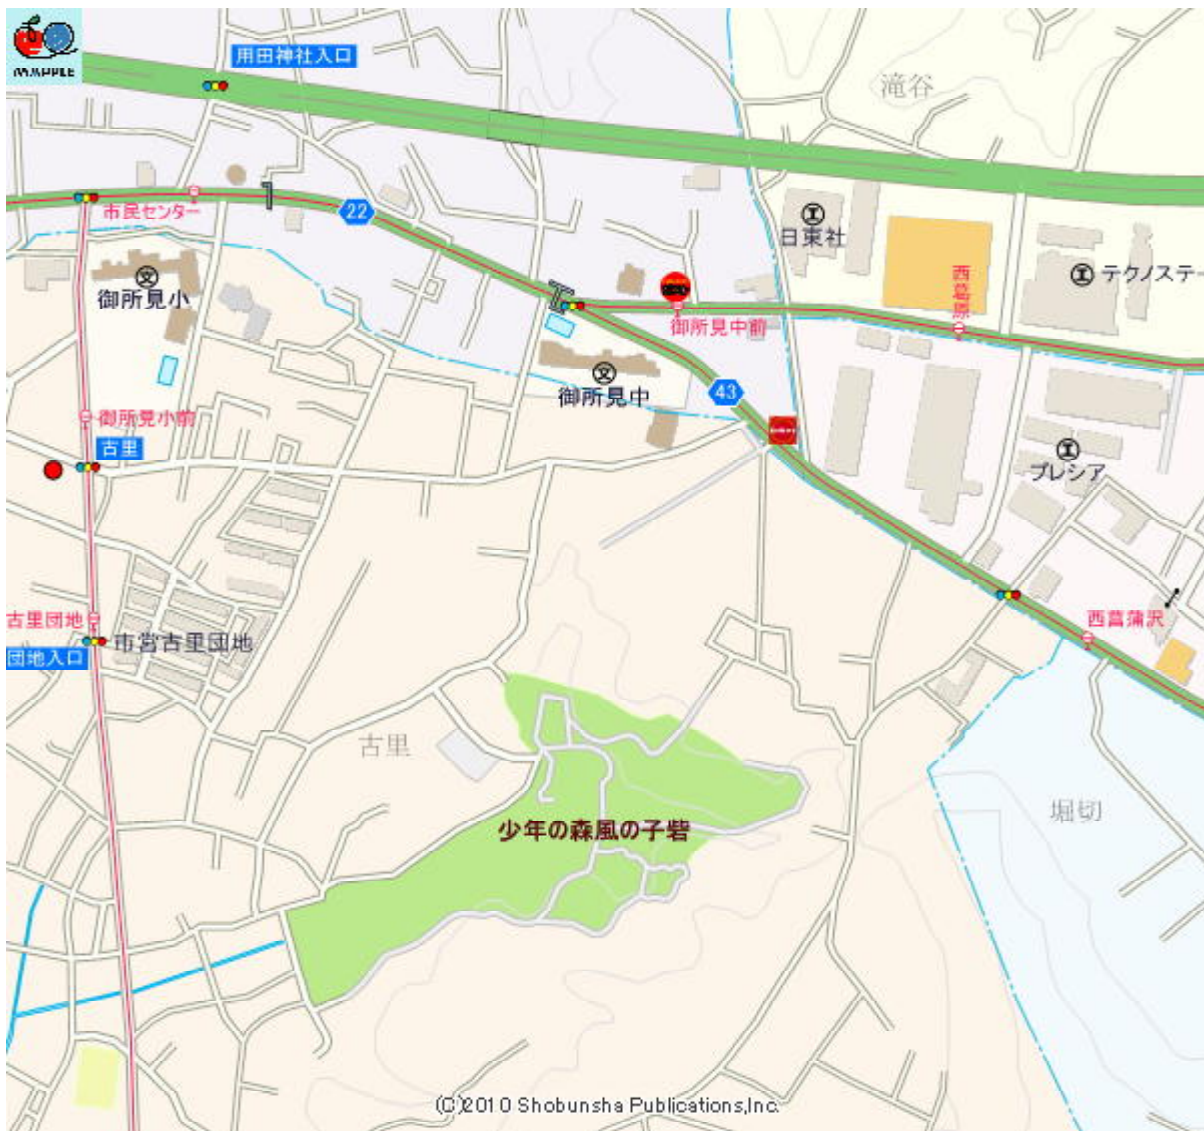 MAPPLE
用田神社入口
滝谷
市民センター
22
日東社
西葛原
テクノステー
御所見小
文
御所見中前
文
御所見中
43
御所見小前
古里
プレシア
古里団地
市営古里団地
団地入口
西菖蒲沢
古里
堀切
少年の森風の子砦
(C)2010 Shobunsha Publications,Inc.